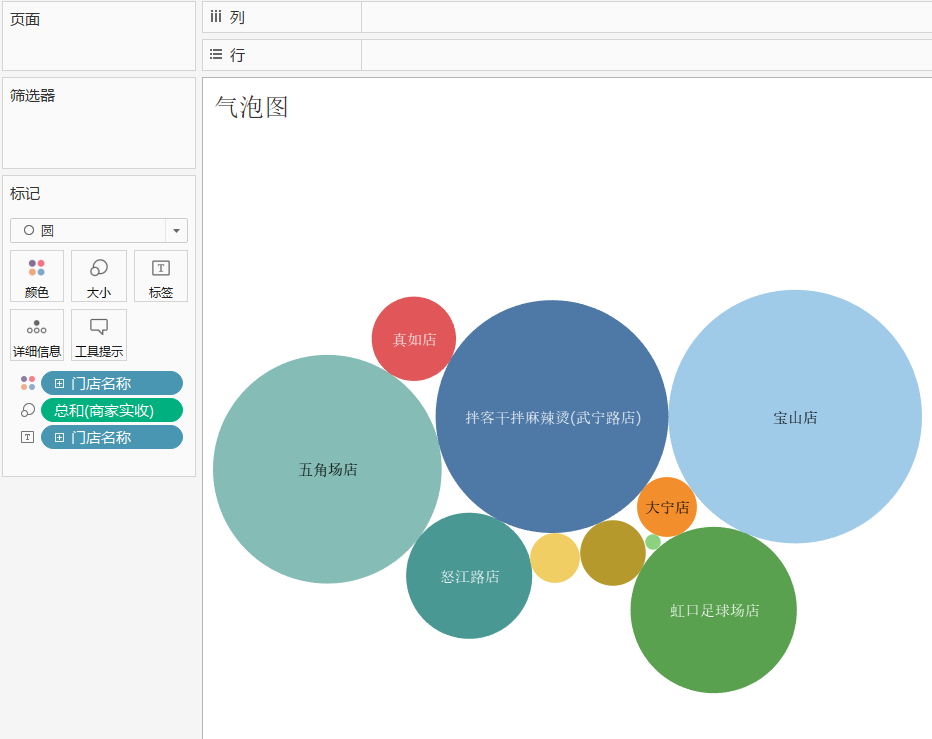 页面
列
行
筛选器
气泡图
标记
圆
颜色
大小
标签
T
详细信息
工具提示
门店名称
总和(商家实收)
T
门店名称
真如店
拌客干拌麻辣烫(武宁路店)
宝山店
五角场店
大宁店
怒江路店
虹口足球场店